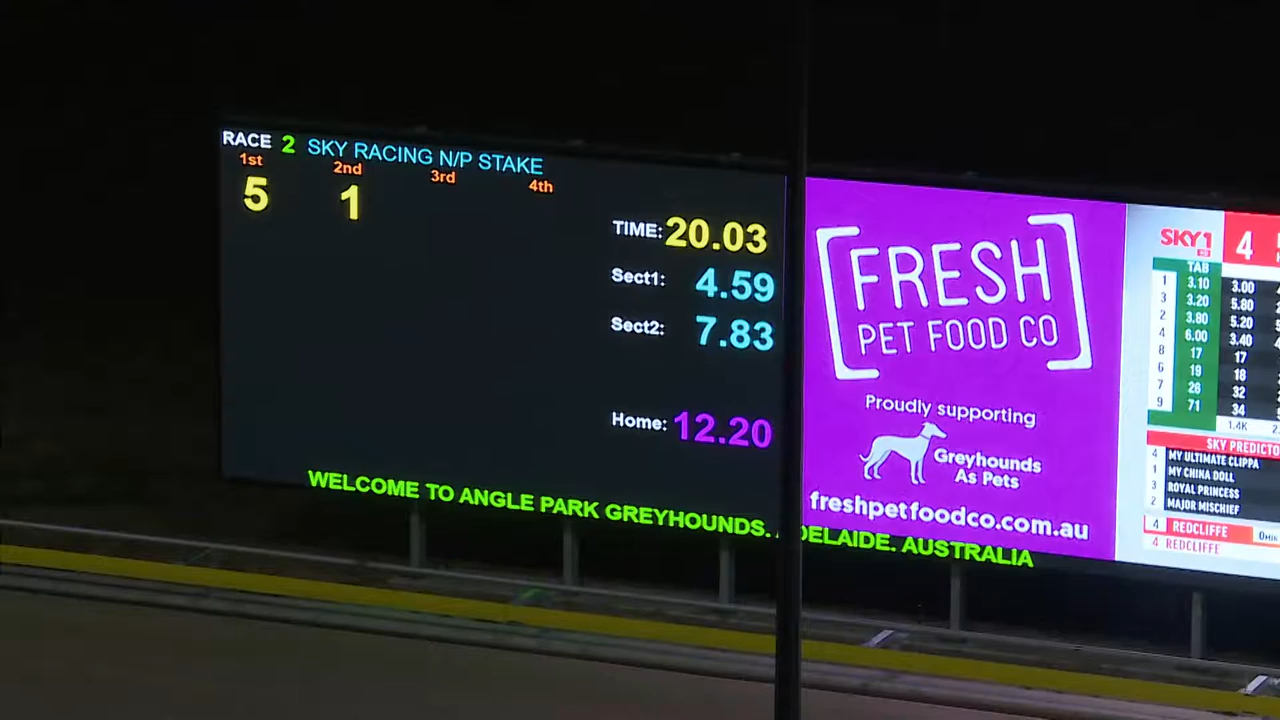 RACE 2 SKY RACING N/P STAKE
1st 2nd 3rd 4th
5 1
TIME: 20.03
Sect1: 4.59
Sect2: 7.83
Home: 12.20
WELCOME TO ANGLE PARK GREYHOUNDS. ADELAIDE. AUSTRALIA
[FRESH
PET FOOD CO]
Proudly supporting
Greyhounds
As Pets
freshpetfoodco.com.au
SKY1 4
TAB
1 3.10 3.00
3 3.20 5.80
2 3.80 5.20
4 6.00 3.40
8 17 17
6 19 18
7 26 32
9 71 34
1.4K
SKY PREDICTO
4 MY ULTIMATE CLIPPA
1 MY CHINA DOLL
3 ROYAL PRINCESS
2 MAJOR MISCHIEF
4 REDCLIFFE 0MIN
4 REDCLIFFE